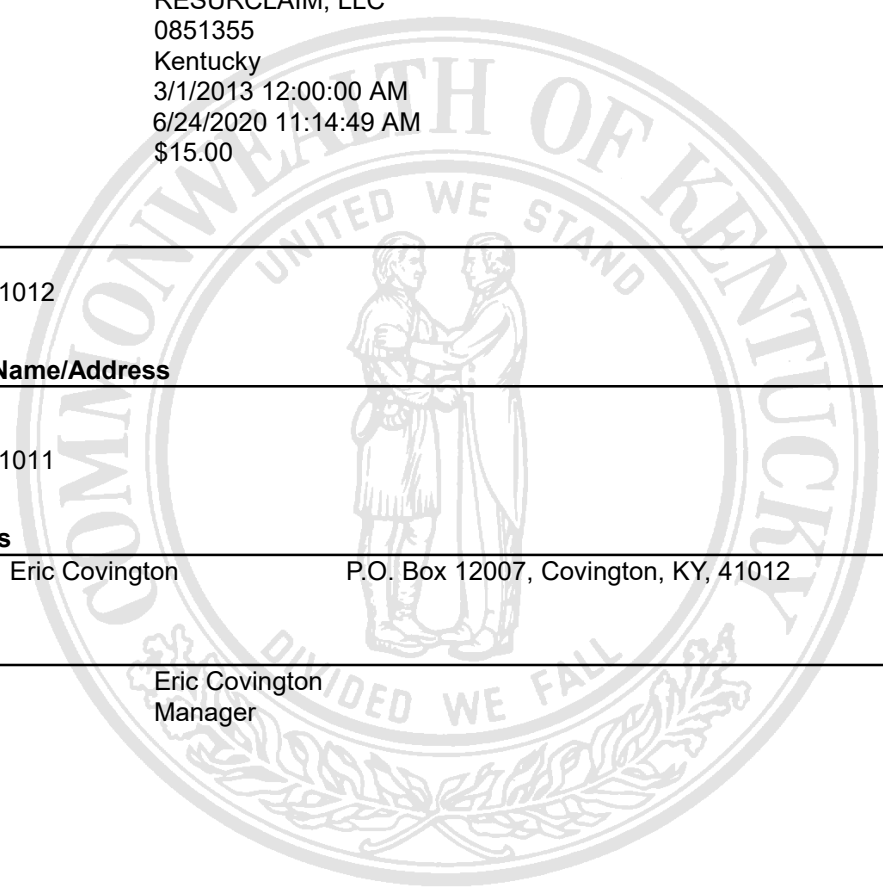 RESURCLAIM, LLC
0851355
Kentucky
3/1/2013 12:00:00 AM
6/24/2020 11:14:49 AM
$15.00
1012
Name/Address
1011
s
Eric Covington P.O. Box 12007, Covington, KY, 41012
Eric Covington
Manager
COMMONWEALTH OF KENTUCKY
UNITED WE STAND
DIVIDED WE FALL